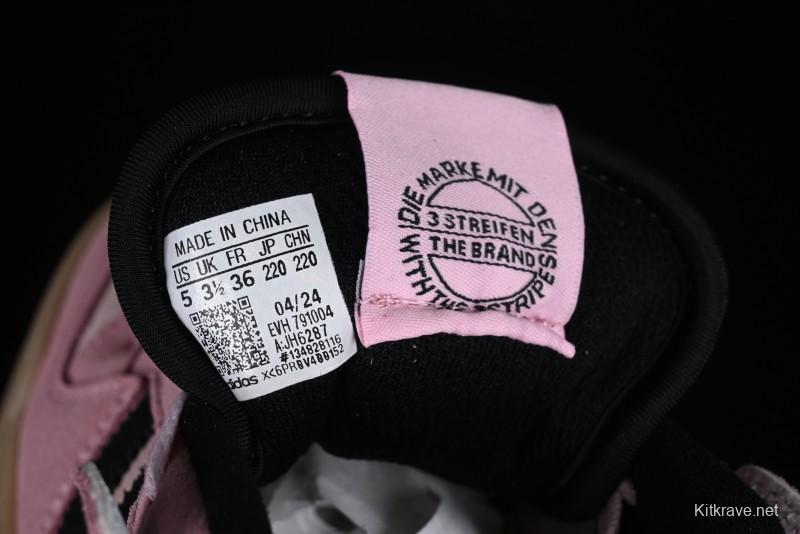 MADE IN CHINA
US UK FR JP CHN
5 3½ 36 220 220
04/24
EVH 791004
A:JH6287
#134828116
adidas X<6PR8V488152
DIE MARKE MIT DEN
3 STREIFEN
THE BRAND
WITH THE 3 STRIPES
Kitkrave.net